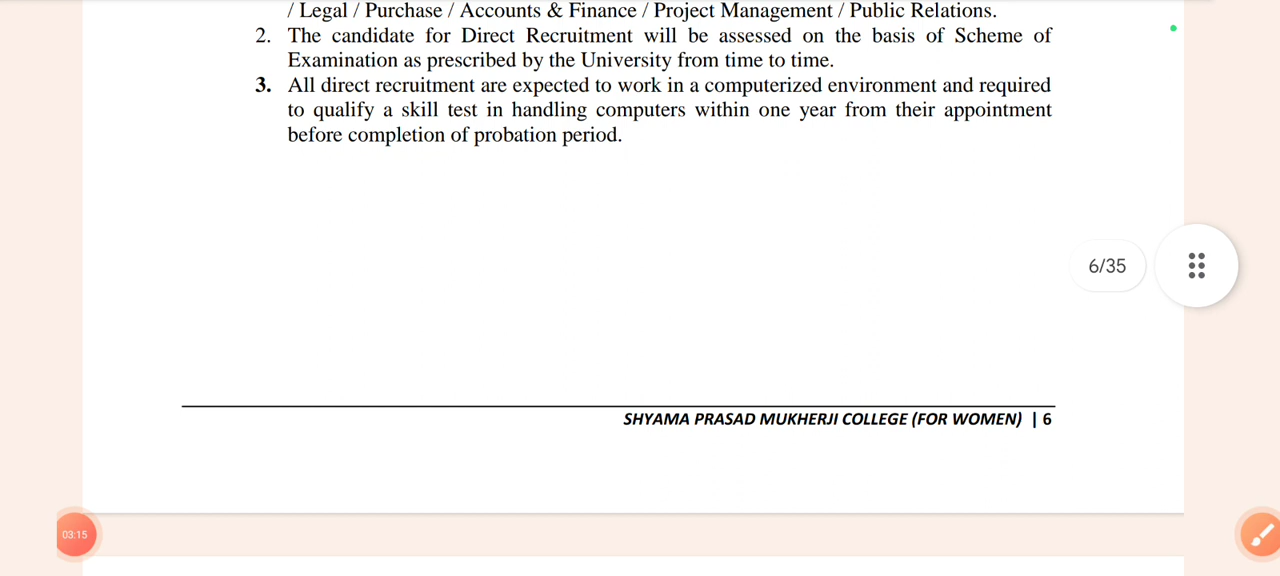 / Legal / Purchase / Accounts & Finance / Project Management / Public Relations.
2. The candidate for Direct Recruitment will be assessed on the basis of Scheme of
Examination as prescribed by the University from time to time.
3. All direct recruitment are expected to work in a computerized environment and required
to qualify a skill test in handling computers within one year from their appointment
before completion of probation period.
6/35
SHYAMA PRASAD MUKHERJI COLLEGE (FOR WOMEN) | 6
03:15